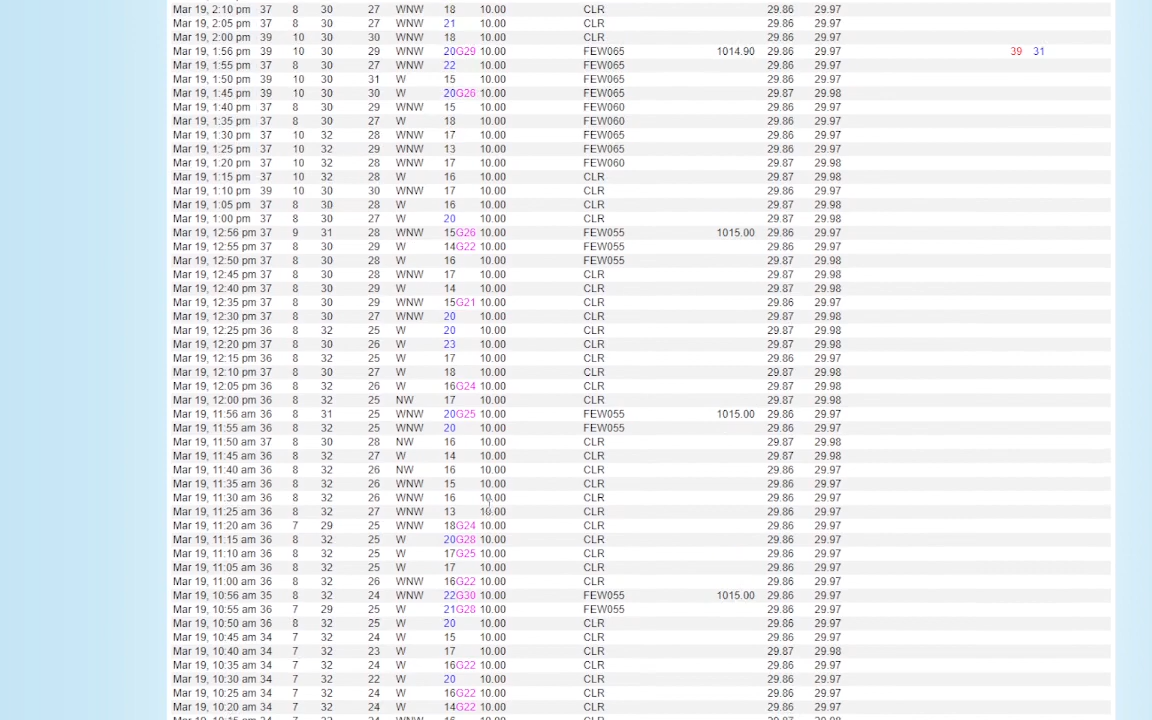 Mar 19, 2:10 pm 37 8 30 27 WNW 18 10.00 CLR 29.86 29.97
Mar 19, 2:05 pm 37 8 30 27 WNW 21 10.00 CLR 29.86 29.97
Mar 19, 2:00 pm 39 10 30 30 WNW 18 10.00 CLR 29.86 29.97
Mar 19, 1:56 pm 39 10 30 29 WNW 20G29 10.00 FEW065 1014.90 29.86 29.97 39 31
Mar 19, 1:55 pm 37 8 30 27 WNW 22 10.00 FEW065 29.86 29.97
Mar 19, 1:50 pm 39 10 30 31 W 15 10.00 FEW065 29.86 29.97
Mar 19, 1:45 pm 39 10 30 30 W 20G26 10.00 FEW065 29.87 29.98
Mar 19, 1:40 pm 37 8 30 29 WNW 15 10.00 FEW060 29.86 29.97
Mar 19, 1:35 pm 37 8 30 27 W 18 10.00 FEW060 29.86 29.97
Mar 19, 1:30 pm 37 10 32 28 WNW 17 10.00 FEW065 29.86 29.97
Mar 19, 1:25 pm 37 10 32 29 WNW 13 10.00 FEW065 29.86 29.97
Mar 19, 1:20 pm 37 10 32 28 WNW 17 10.00 FEW060 29.87 29.98
Mar 19, 1:15 pm 37 10 32 28 W 16 10.00 CLR 29.87 29.98
Mar 19, 1:10 pm 39 10 30 30 WNW 17 10.00 CLR 29.86 29.97
Mar 19, 1:05 pm 37 8 30 28 W 16 10.00 CLR 29.87 29.98
Mar 19, 1:00 pm 37 8 30 27 W 20 10.00 CLR 29.86 29.97
Mar 19, 12:56 pm 37 9 31 28 WNW 15G26 10.00 FEW055 1015.00 29.86 29.97
Mar 19, 12:55 pm 37 8 30 29 W 14G22 10.00 FEW055 29.86 29.97
Mar 19, 12:50 pm 37 8 30 28 W 16 10.00 FEW055 29.87 29.98
Mar 19, 12:45 pm 37 8 30 28 WNW 17 10.00 CLR 29.87 29.98
Mar 19, 12:40 pm 37 8 30 29 W 14 10.00 CLR 29.87 29.98
Mar 19, 12:35 pm 37 8 30 29 WNW 15G21 10.00 CLR 29.86 29.97
Mar 19, 12:30 pm 37 8 30 27 WNW 20 10.00 CLR 29.87 29.98
Mar 19, 12:25 pm 36 8 32 25 W 20 10.00 CLR 29.87 29.98
Mar 19, 12:20 pm 37 8 30 26 W 23 10.00 CLR 29.87 29.98
Mar 19, 12:15 pm 36 8 32 25 W 17 10.00 CLR 29.86 29.97
Mar 19, 12:10 pm 37 8 30 27 W 18 10.00 CLR 29.87 29.98
Mar 19, 12:05 pm 36 8 32 26 W 16G24 10.00 CLR 29.87 29.98
Mar 19, 12:00 pm 36 8 32 25 NW 17 10.00 CLR 29.87 29.98
Mar 19, 11:56 am 36 8 31 25 WNW 20G25 10.00 FEW055 1015.00 29.86 29.97
Mar 19, 11:55 am 36 8 32 25 WNW 20 10.00 FEW055 29.86 29.97
Mar 19, 11:50 am 37 8 30 28 NW 16 10.00 CLR 29.87 29.98
Mar 19, 11:45 am 36 8 32 27 W 14 10.00 CLR 29.87 29.98
Mar 19, 11:40 am 36 8 32 26 NW 16 10.00 CLR 29.86 29.97
Mar 19, 11:35 am 36 8 32 26 WNW 15 10.00 CLR 29.86 29.97
Mar 19, 11:30 am 36 8 32 26 WNW 16 10.00 CLR 29.86 29.97
Mar 19, 11:25 am 36 8 32 27 WNW 13 10.00 CLR 29.86 29.97
Mar 19, 11:20 am 36 7 29 25 WNW 18G24 10.00 CLR 29.86 29.97
Mar 19, 11:15 am 36 8 32 25 W 20G28 10.00 CLR 29.86 29.97
Mar 19, 11:10 am 36 8 32 25 W 17G25 10.00 CLR 29.86 29.97
Mar 19, 11:05 am 36 8 32 25 W 17 10.00 CLR 29.86 29.97
Mar 19, 11:00 am 36 8 32 26 WNW 16G22 10.00 CLR 29.86 29.97
Mar 19, 10:56 am 35 8 32 24 WNW 22G30 10.00 FEW055 1015.00 29.86 29.97
Mar 19, 10:55 am 36 7 29 25 W 21G28 10.00 FEW055 29.86 29.97
Mar 19, 10:50 am 36 8 32 25 W 20 10.00 CLR 29.86 29.97
Mar 19, 10:45 am 34 7 32 24 W 15 10.00 CLR 29.86 29.97
Mar 19, 10:40 am 34 7 32 23 W 17 10.00 CLR 29.87 29.98
Mar 19, 10:35 am 34 7 32 24 W 16G22 10.00 CLR 29.86 29.97
Mar 19, 10:30 am 34 7 32 22 W 20 10.00 CLR 29.86 29.97
Mar 19, 10:25 am 34 7 32 24 W 16G22 10.00 CLR 29.86 29.97
Mar 19, 10:20 am 34 7 32 24 W 14G22 10.00 CLR 29.86 29.97
Mar 19, 10:15 am 34 7 32 24 WNW 16 10.00 CLR 29.88 29.98